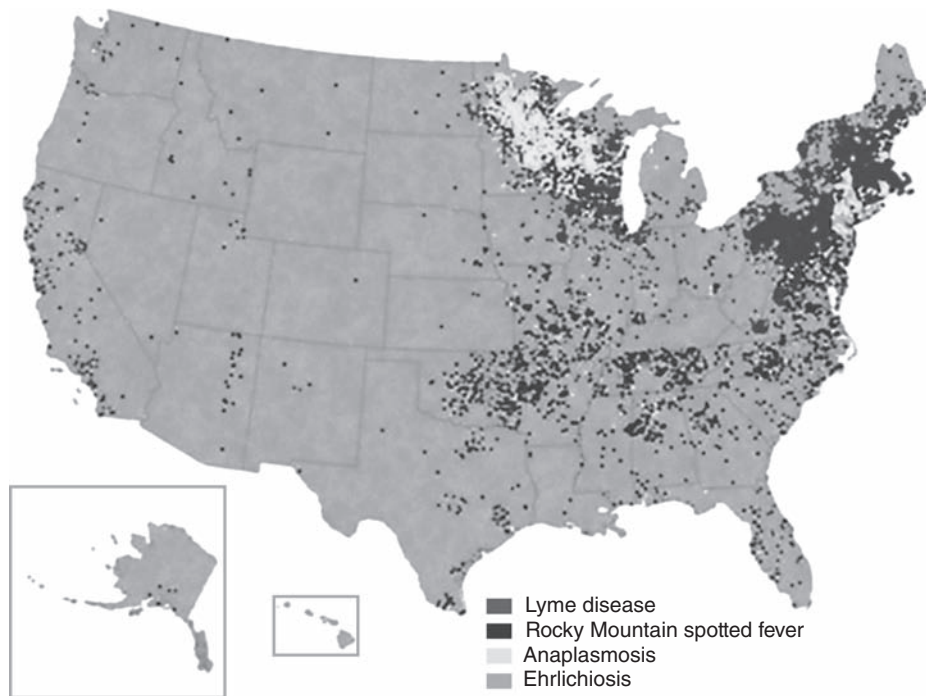 Lyme disease
Rocky Mountain spotted fever
Anaplasmosis
Ehrlichiosis